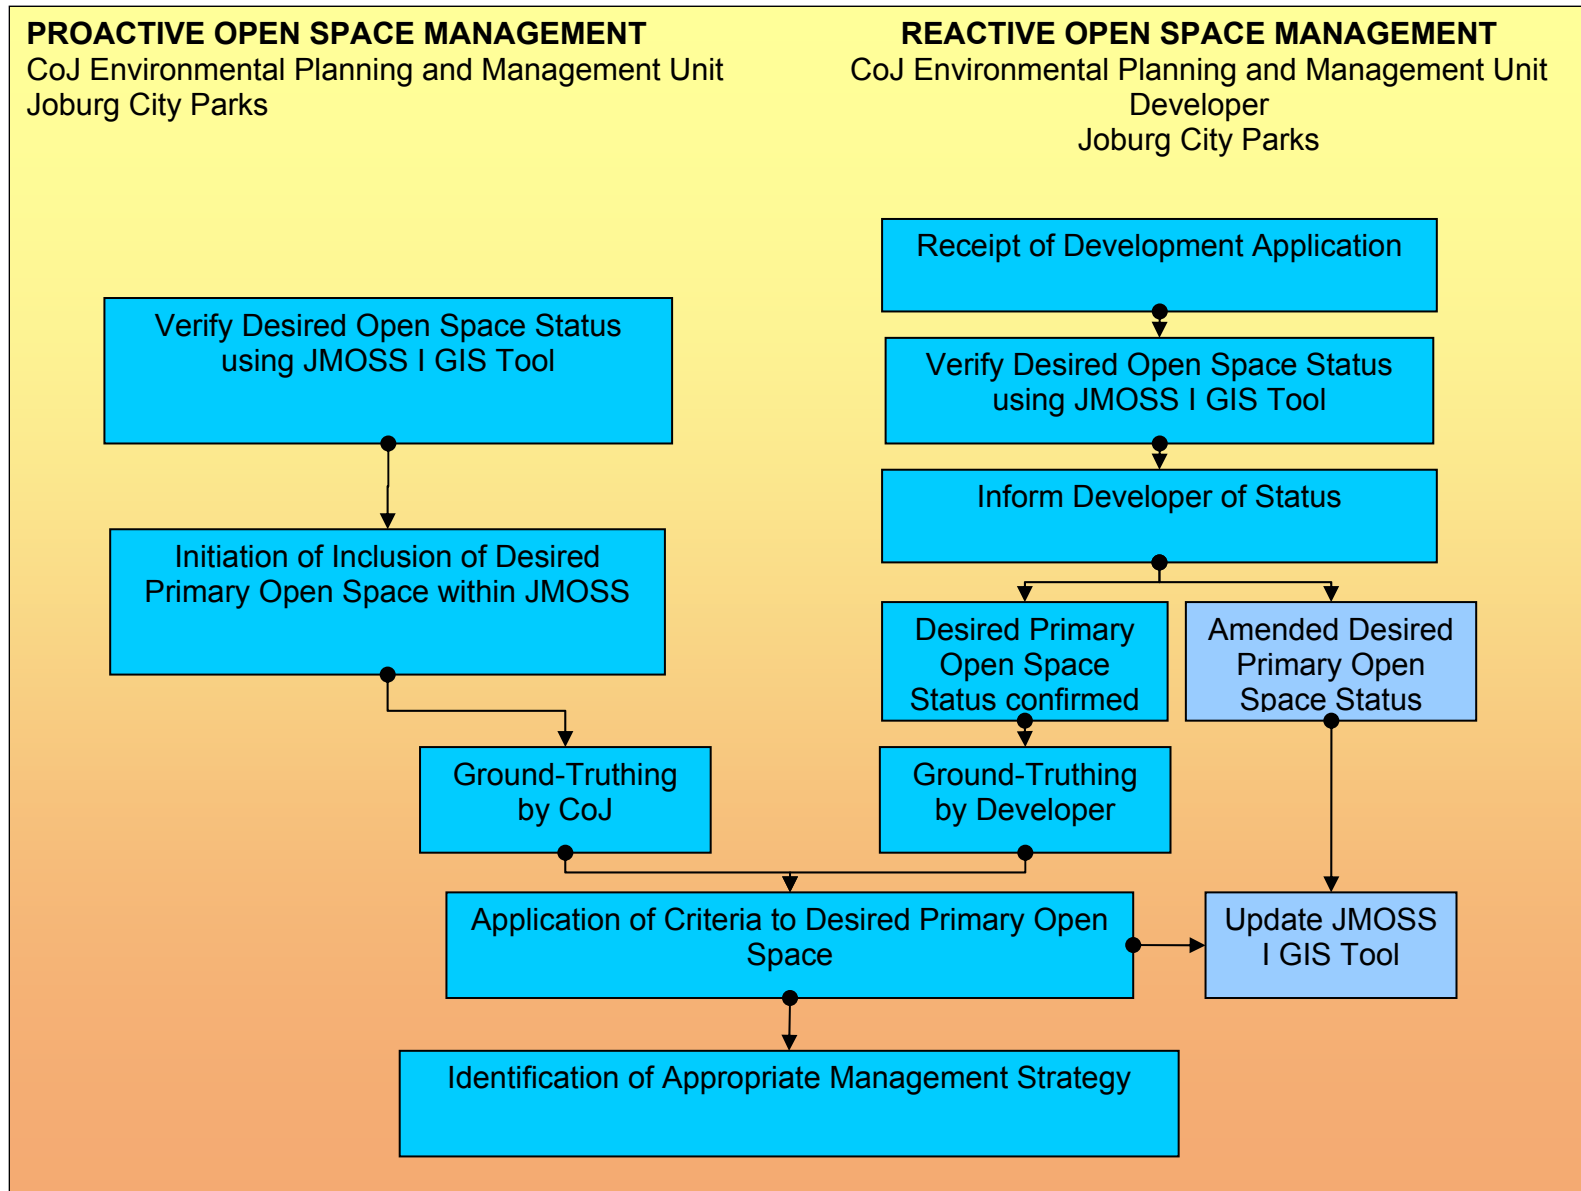 PROACTIVE OPEN SPACE MANAGEMENT
CoJ Environmental Planning and Management Unit
Joburg City Parks
REACTIVE OPEN SPACE MANAGEMENT
CoJ Environmental Planning and Management Unit
Developer
Joburg City Parks
Receipt of Development Application
Verify Desired Open Space Status
using JMOSS I GIS Tool
Verify Desired Open Space Status
using JMOSS I GIS Tool
Inform Developer of Status
Initiation of Inclusion of Desired
Primary Open Space within JMOSS
Desired Primary
Open Space
Status confirmed
Amended Desired
Primary Open
Space Status
Ground-Truthing
by CoJ
Ground-Truthing
by Developer
Application of Criteria to Desired Primary Open
Space
Update JMOSS
I GIS Tool
Identification of Appropriate Management Strategy